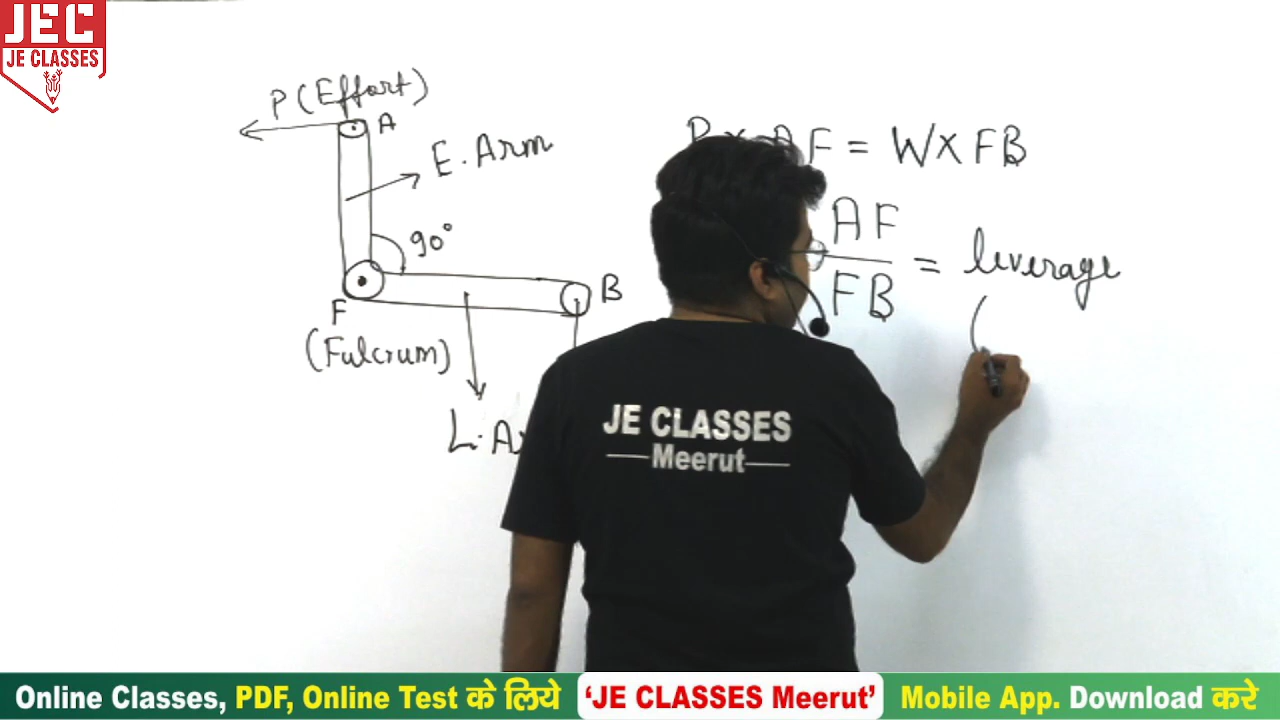 JEC
JE CLASSES
P (Effort)
A
E. Arm
90°
F
(Fulcrum)
B
AF = W X FB
AF
FB
= leverage
JE CLASSES
Meerut
Online Classes, PDF, Online Test के लिये 'JE CLASSES Meerut' Mobile App. Download करे